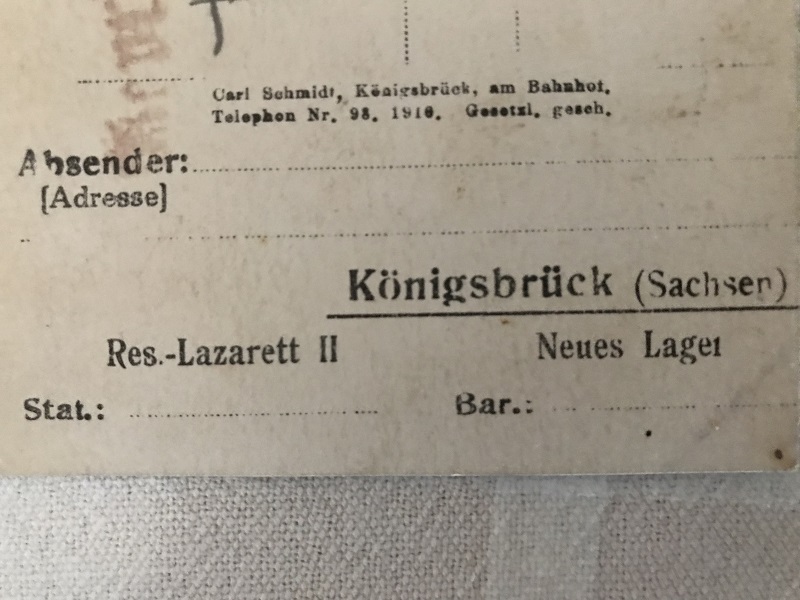 Carl Schmidt, Königsbrück, am Bahnhof.
Telephon Nr. 98. 1916. Gesetzl. gesch.
Absender:
[Adresse]
Königsbrück (Sachsen)
Res.-Lazarett II Neues Lager
Stat.: Bar.: